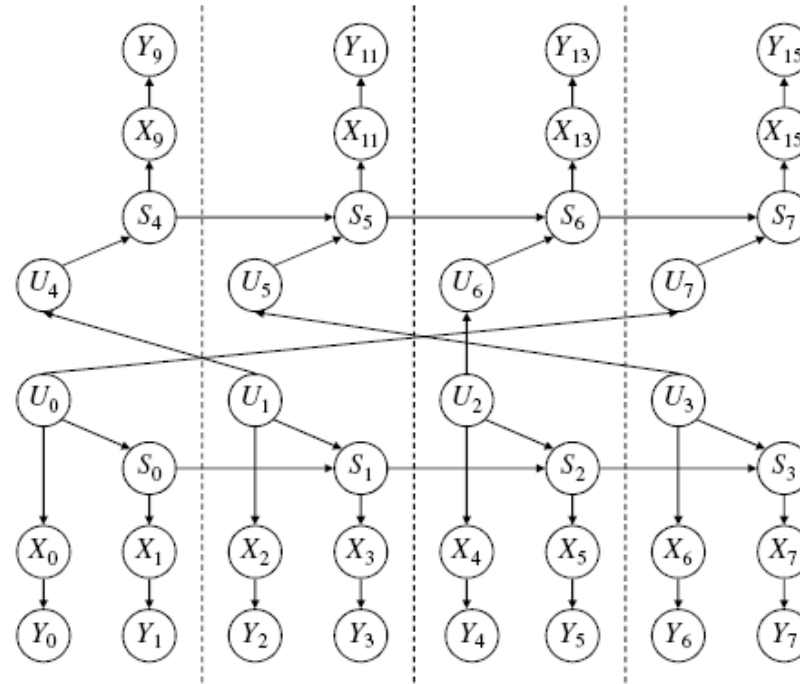 Y₉ Y₁₁ Y₁₃ Y₁₅
X₉ X₁₁ X₁₃ X₁₅
S₄ S₅ S₆ S₇
U₄ U₅ U₆ U₇
U₀ U₁ U₂ U₃
S₀ S₁ S₂ S₃
X₀ X₁ X₂ X₃ X₄ X₅ X₆ X₇
Y₀ Y₁ Y₂ Y₃ Y₄ Y₅ Y₆ Y₇